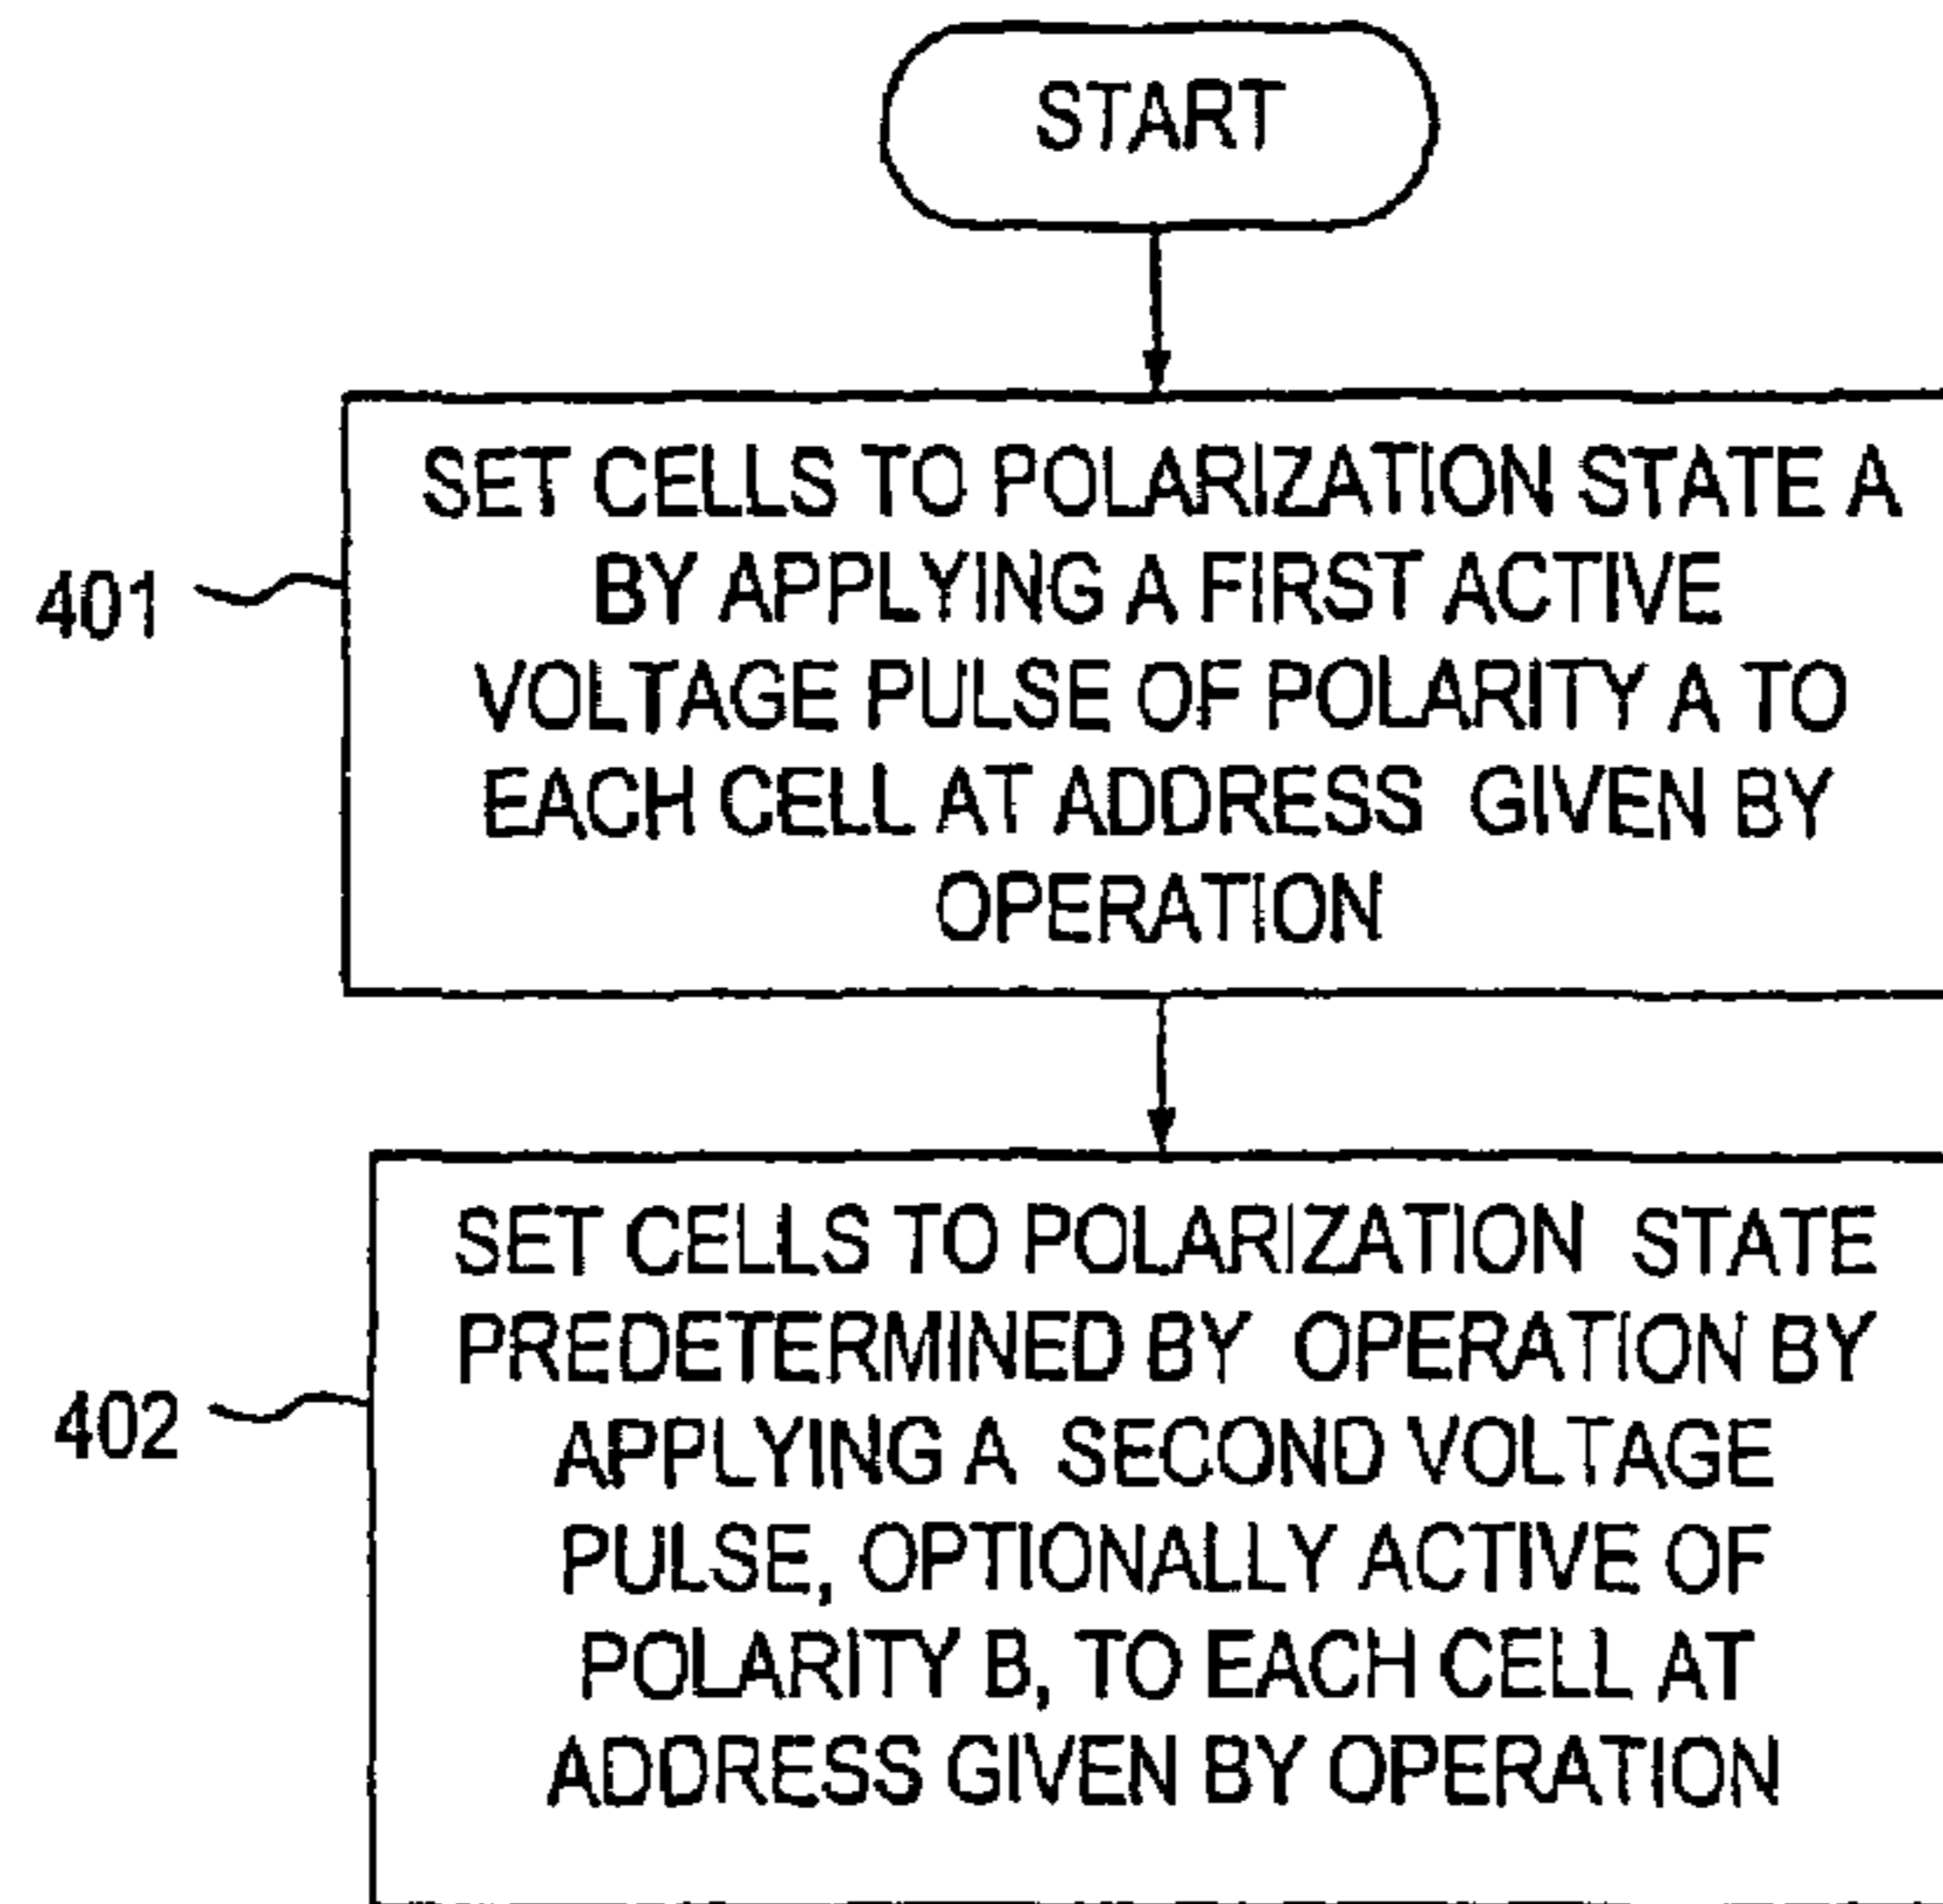 START
SET CELLS TO POLARIZATION STATE A
BY APPLYING A FIRST ACTIVE
VOLTAGE PULSE OF POLARITY A TO
EACH CELL AT ADDRESS GIVEN BY
OPERATION
401
SET CELLS TO POLARIZATION STATE
PREDETERMINED BY OPERATION BY
APPLYING A SECOND VOLTAGE
PULSE, OPTIONALLY ACTIVE OF
POLARITY B, TO EACH CELL AT
ADDRESS GIVEN BY OPERATION
402